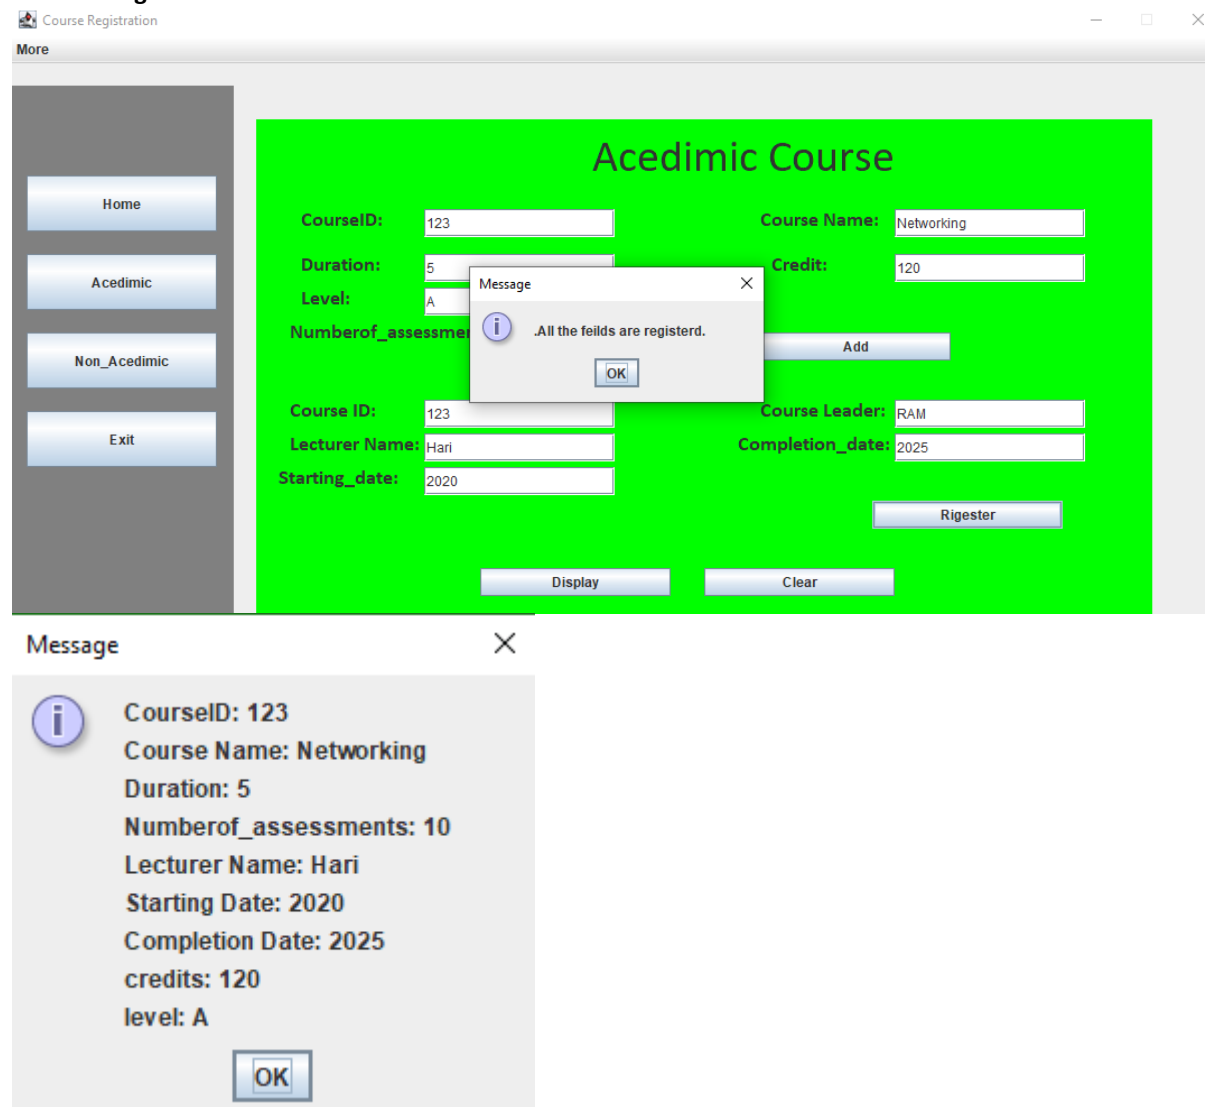 Course Registration
More
Acedimic Course
Home
CourseID: 123 Course Name: Networking
Duration: 5 Credit: 120
Acedimic
Level: A
Numberof_assessme
Message
.All the feilds are registerd.
OK
Add
Non_Acedimic
Course ID: 123 Course Leader: RAM
Exit
Lecturer Name: Hari Completion_date: 2025
Starting_date: 2020
Rigester
Display Clear
Message
CourseID: 123
Course Name: Networking
Duration: 5
Numberof_assessments: 10
Lecturer Name: Hari
Starting Date: 2020
Completion Date: 2025
credits: 120
level: A
OK